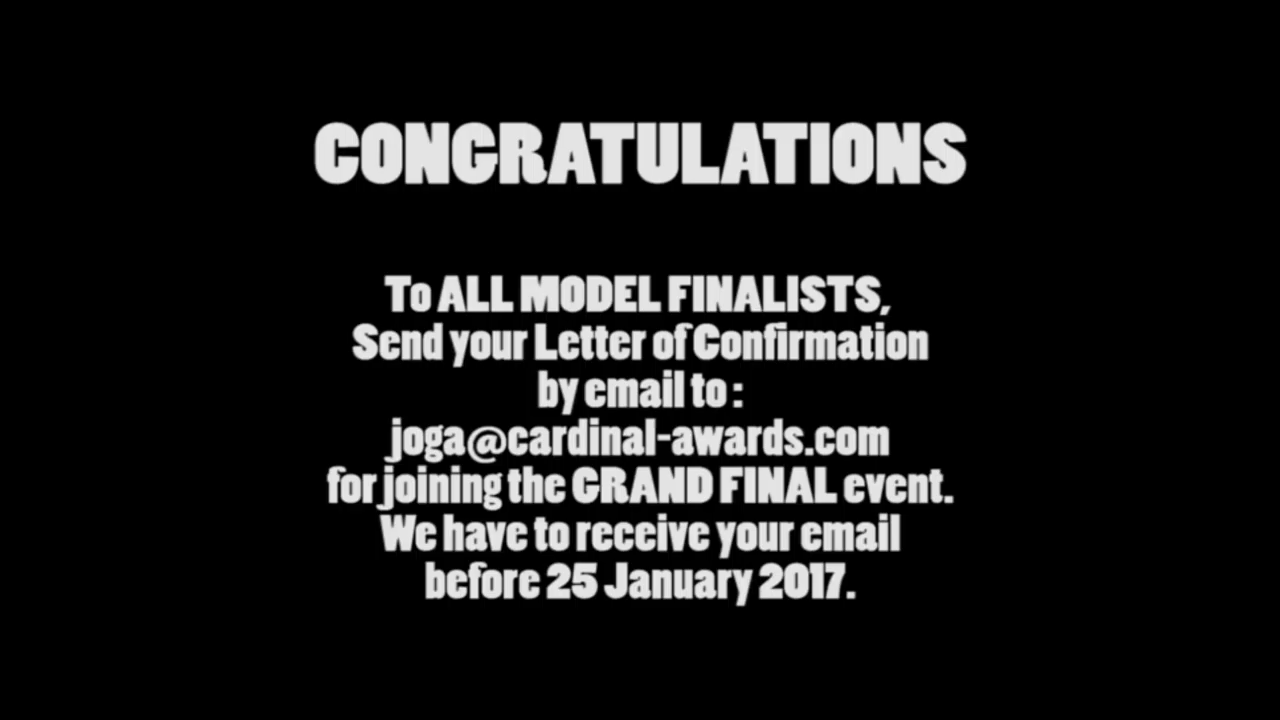 CONGRATULATIONS
To ALL MODEL FINALISTS,
Send your Letter of Confirmation
by email to :
joga@cardinal-awards.com
for joining the GRAND FINAL event.
We have to receive your email
before 25 January 2017.